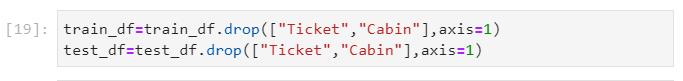 [19]: train_df=train_df.drop(["Ticket","Cabin"],axis=1)
test_df=test_df.drop(["Ticket","Cabin"],axis=1)